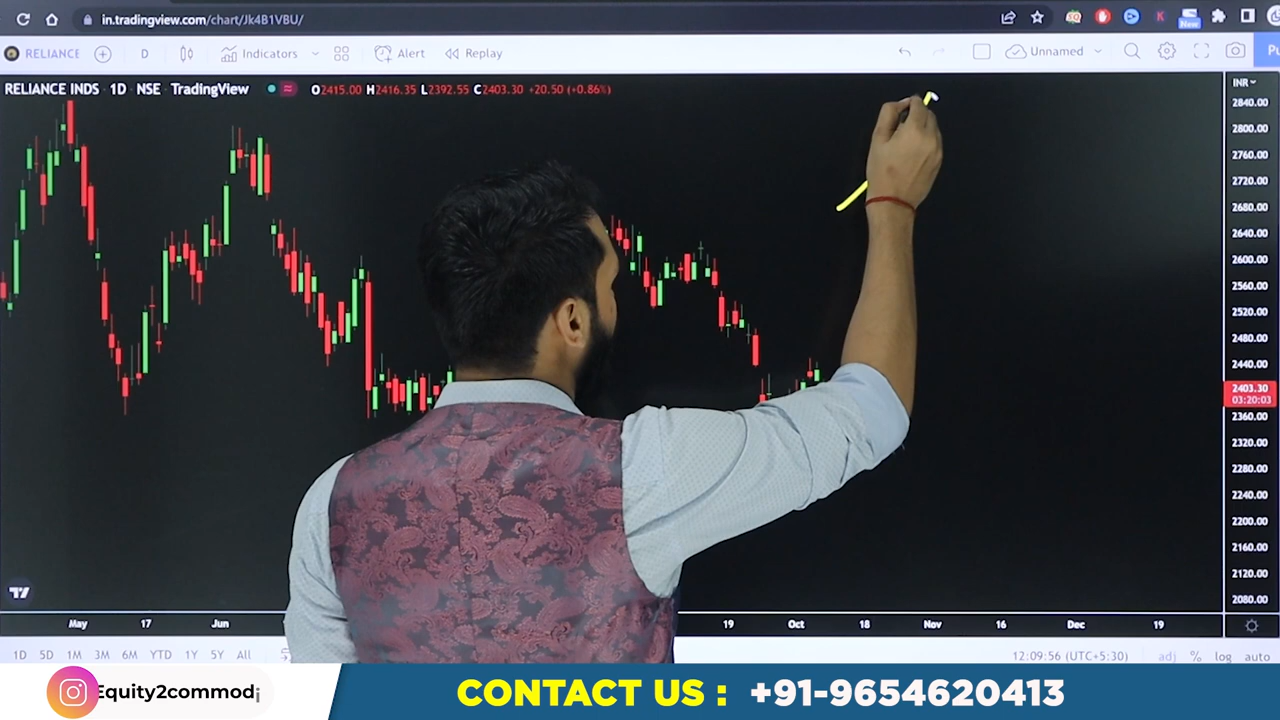 in.tradingview.com/chart/Jk4B1VBU/
New
RELIANCE
D
Indicators
Alert
Replay
Unnamed
RELIANCE INDS 1D NSE TradingView O2415.00 H2416.35 L2392.55 C2403.30 +20.50 (+0.86%)
INR
2840.00
2800.00
2760.00
2720.00
2680.00
2640.00
2600.00
2560.00
2520.00
2480.00
2440.00
2403.30
03:20:03
2360.00
2320.00
2280.00
2240.00
2200.00
2160.00
2120.00
2080.00
May 17 Jun 19 Oct 18 Nov 16 Dec 19
1D 5D 1M 3M 6M YTD 1Y 5Y All
12:09:56 (UTC+5:30) adj % log auto
Equity2commodi
CONTACT US : +91-9654620413